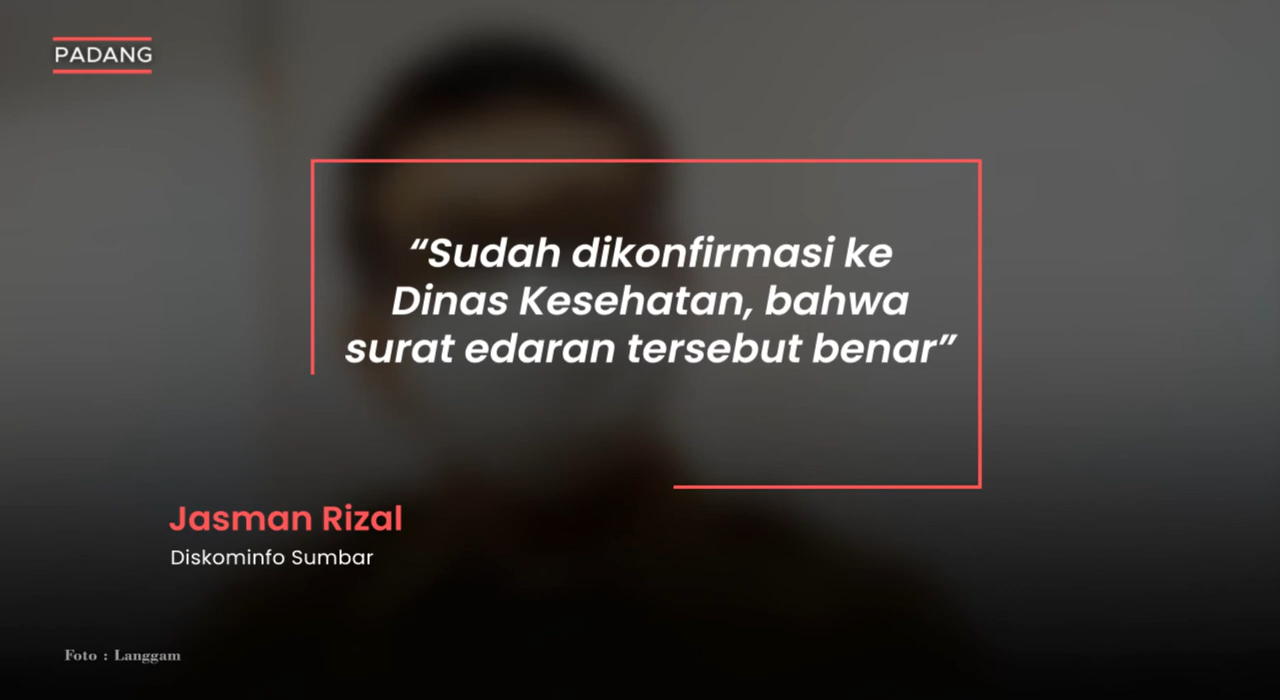 PADANG
“Sudah dikonfirmasi ke
Dinas Kesehatan, bahwa
surat edaran tersebut benar”
Jasman Rizal
Diskominfo Sumbar
Foto : Langgam